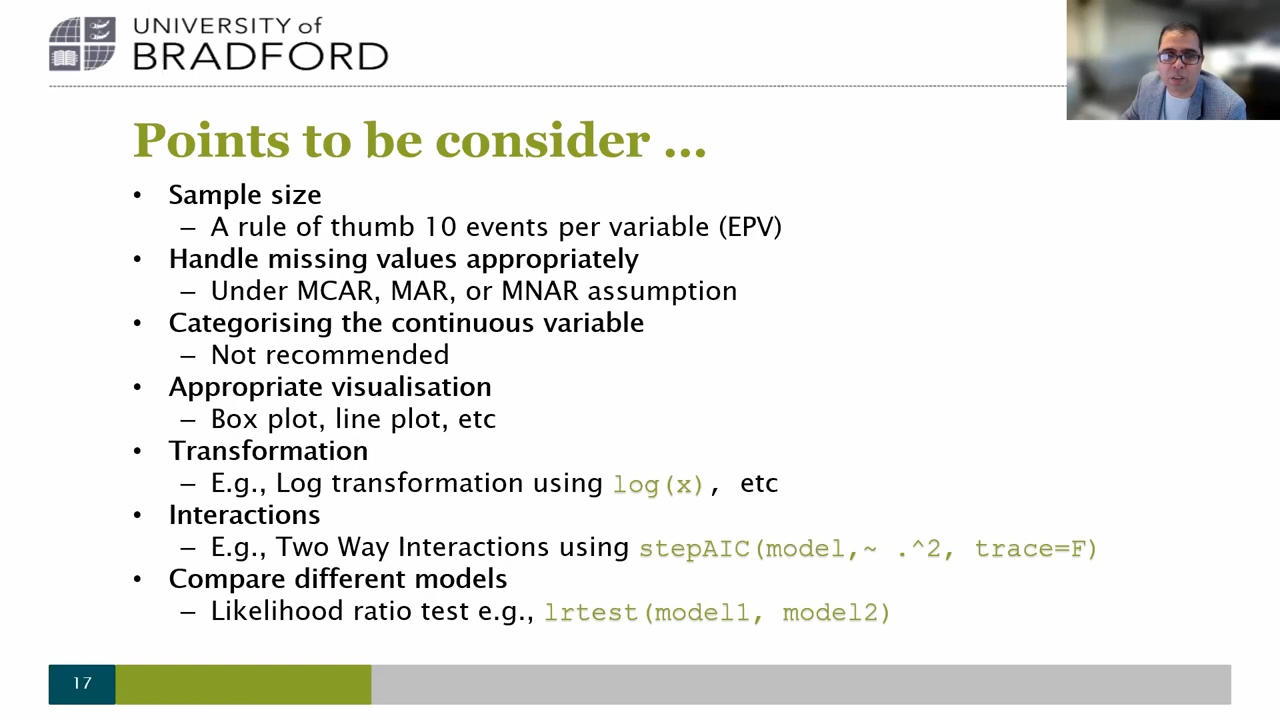 UNIVERSITY of
BRADFORD
Points to be consider ...
• Sample size
– A rule of thumb 10 events per variable (EPV)
• Handle missing values appropriately
– Under MCAR, MAR, or MNAR assumption
• Categorising the continuous variable
– Not recommended
• Appropriate visualisation
– Box plot, line plot, etc
• Transformation
– E.g., Log transformation using log(x), etc
• Interactions
– E.g., Two Way Interactions using stepAIC(model,~ .^2, trace=F)
• Compare different models
– Likelihood ratio test e.g., lrtest(model1, model2)
17